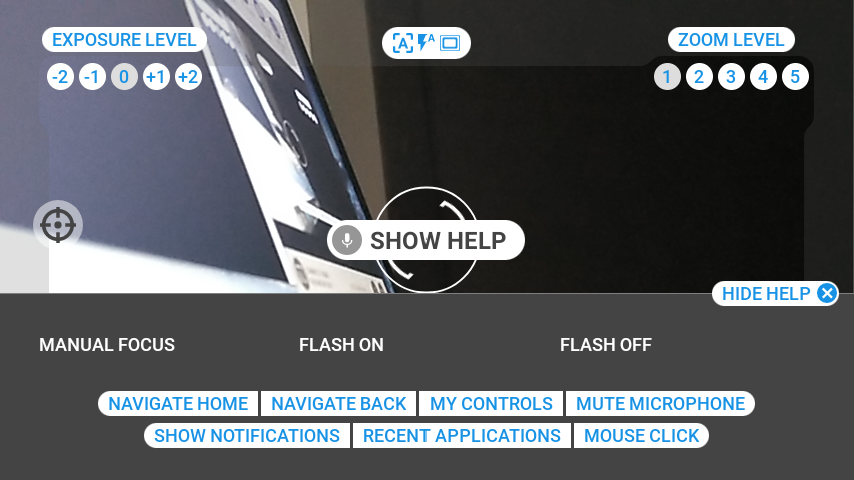 EXPOSURE LEVEL
A
A
ZOOM LEVEL
-2 -1 0 +1 +2
1 2 3 4 5
SHOW HELP
HIDE HELP
MANUAL FOCUS FLASH ON FLASH OFF
NAVIGATE HOME NAVIGATE BACK MY CONTROLS MUTE MICROPHONE
SHOW NOTIFICATIONS RECENT APPLICATIONS MOUSE CLICK